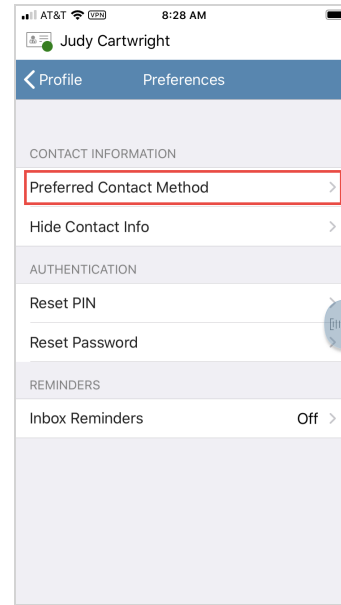 AT&T VPN 8:28 AM
Judy Cartwright
Profile Preferences
CONTACT INFORMATION
Preferred Contact Method
Hide Contact Info
AUTHENTICATION
Reset PIN
Reset Password
REMINDERS
Inbox Reminders Off